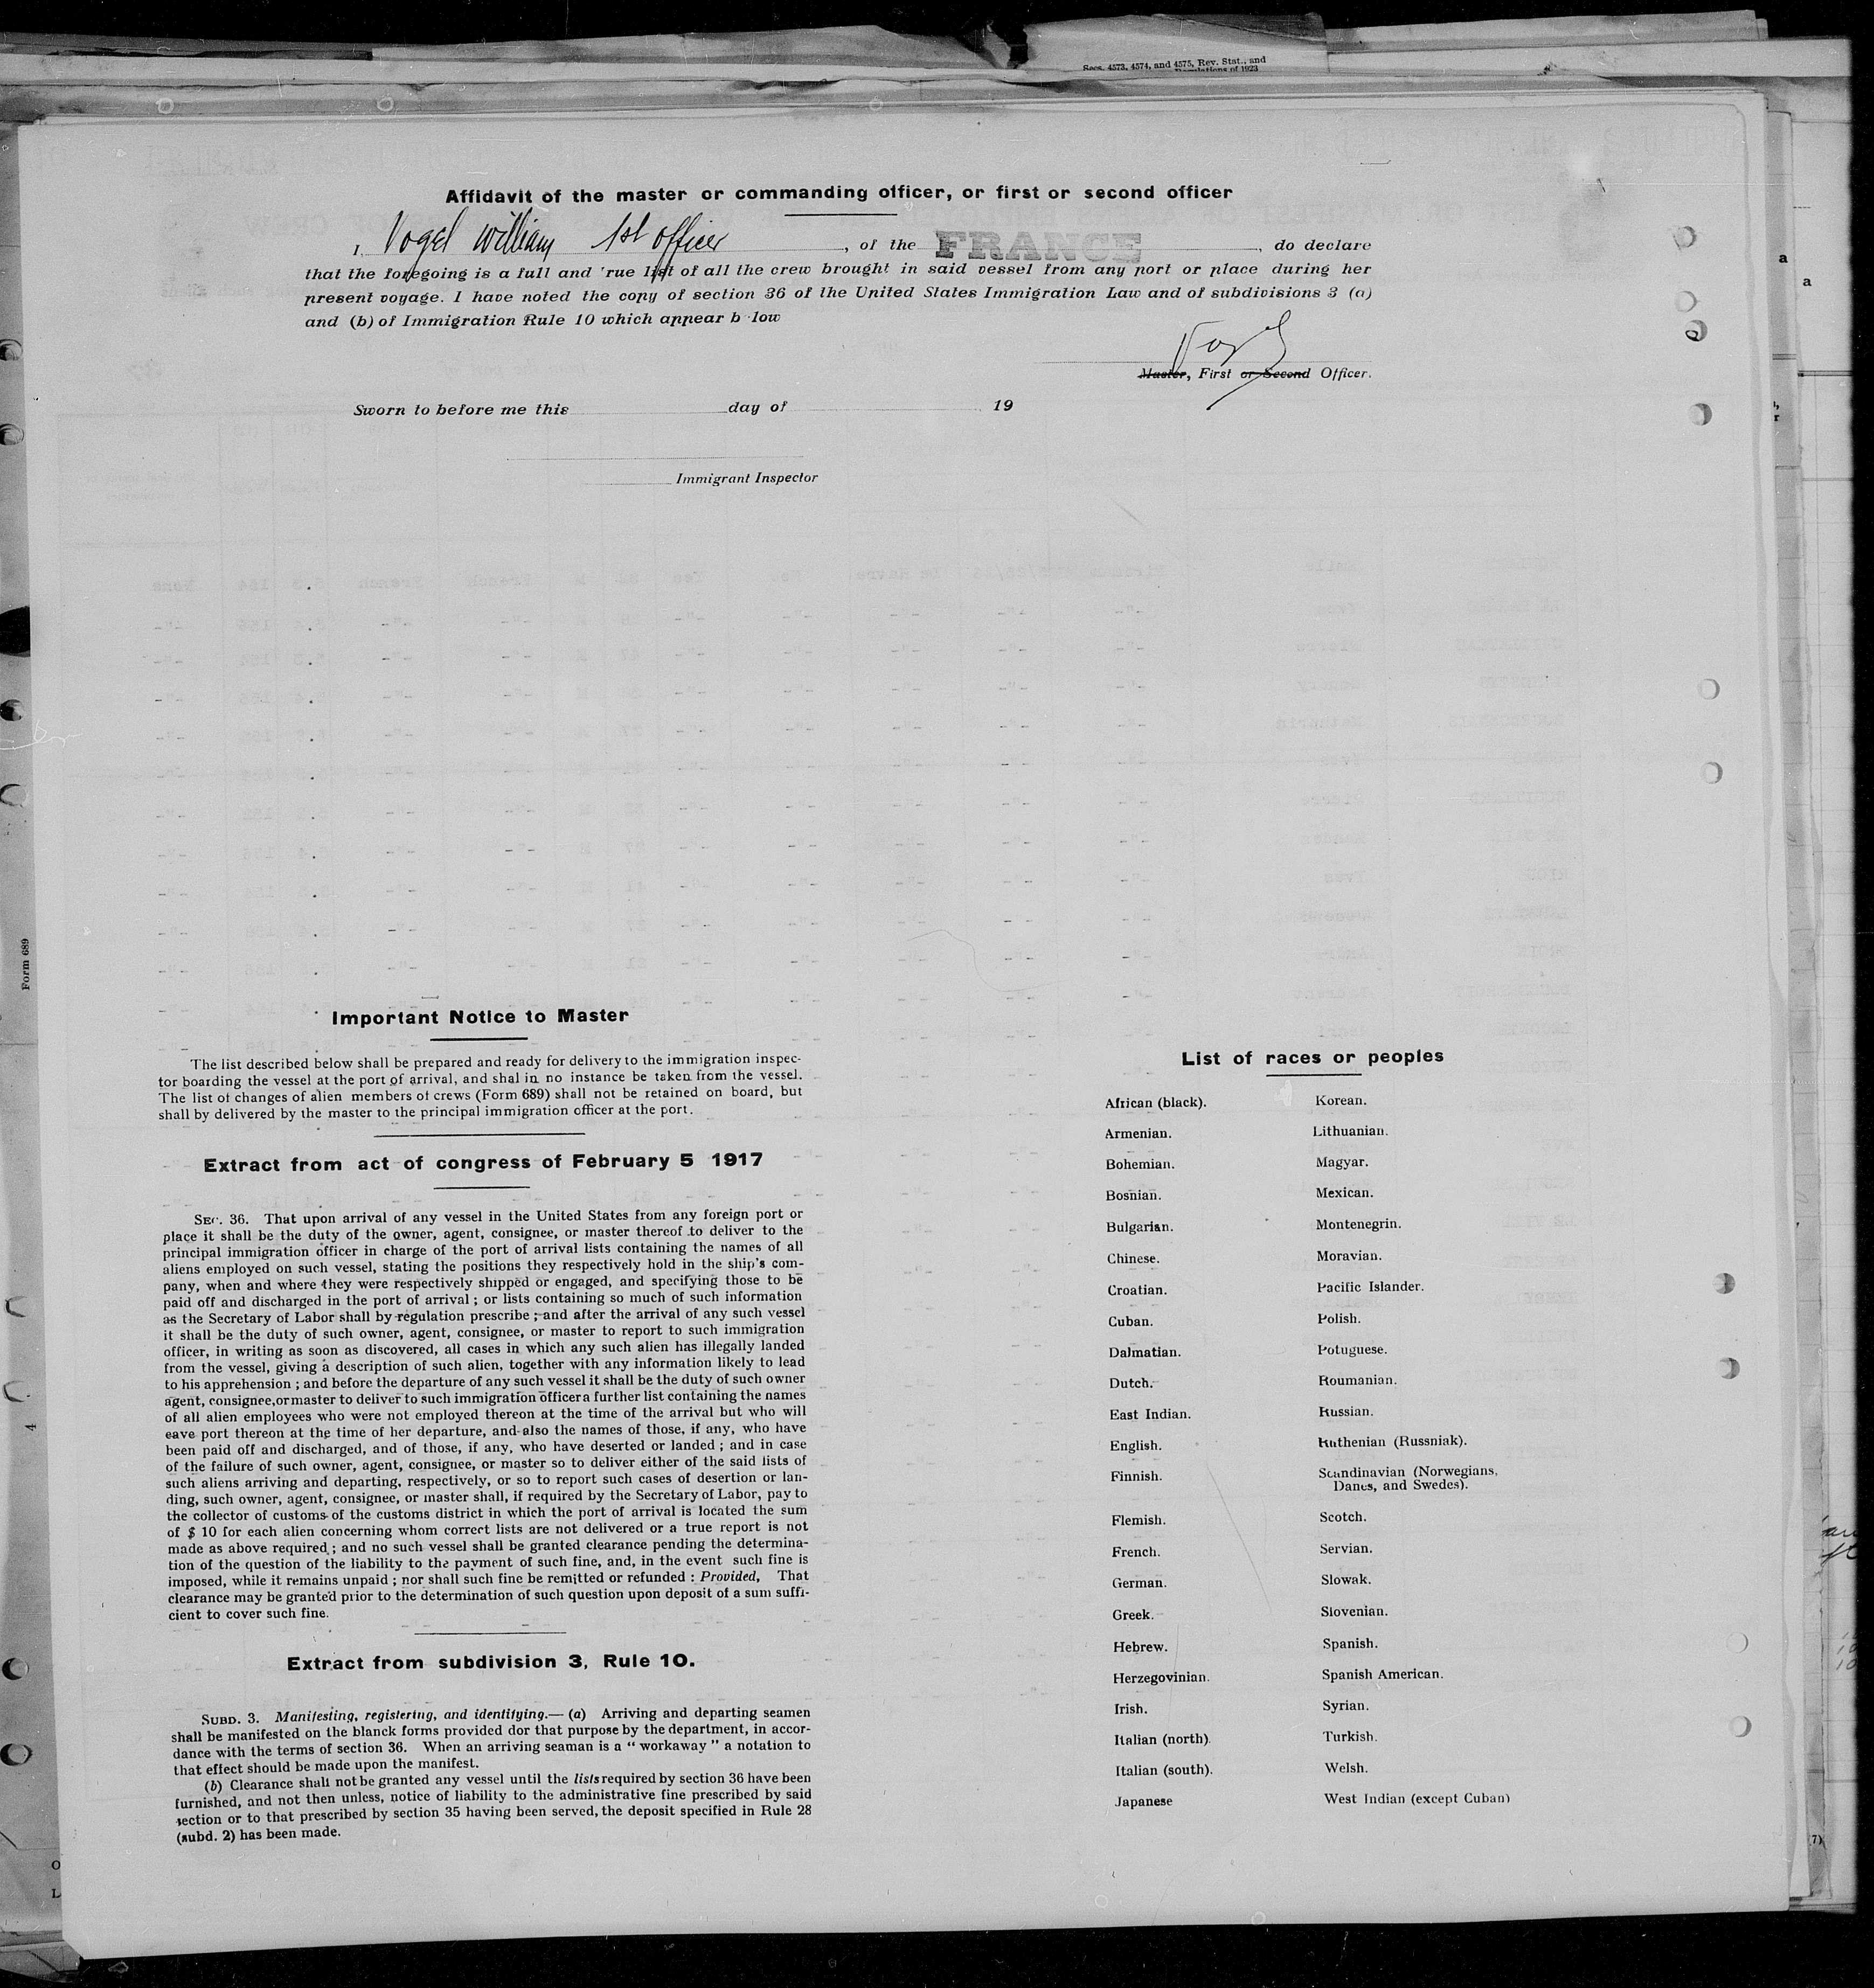 Secs. 4573, 4574, and 4575, Rev. Stat., and
Regulations of 1923
Affidavit of the master or commanding officer, or first or second officer
I, Vogel William 1st officer, of the FRANCE, do declare
that the foregoing is a full and 'rue list of all the crew brought in said vessel from any port or place during her
present voyage. I have noted the copy of section 36 of the United States Immigration Law and of subdivisions 3 (a)
and (b) of Immigration Rule 10 which appear b low
Vogel
Master, First or Second Officer.
Sworn to before me this day of 19
Immigrant Inspector
Form 689
Important Notice to Master
The list described below shall be prepared and ready for delivery to the immigration inspec-
tor boarding the vessel at the port of arrival, and shal in no instance be taken from the vessel.
The list of changes of alien members of crews (Form 689) shall not be retained on board, but
shall by delivered by the master to the principal immigration officer at the port.
Extract from act of congress of February 5 1917
SEC. 36. That upon arrival of any vessel in the United States from any foreign port or
place it shall be the duty of the owner, agent, consignee, or master thereof to deliver to the
principal immigration officer in charge of the port of arrival lists containing the names of all
aliens employed on such vessel, stating the positions they respectively hold in the ship's com-
pany, when and where they were respectively shipped or engaged, and specifying those to be
paid off and discharged in the port of arrival ; or lists containing so much of such information
as the Secretary of Labor shall by regulation prescribe ; and after the arrival of any such vessel
it shall be the duty of such owner, agent, consignee, or master to report to such immigration
officer, in writing as soon as discovered, all cases in which any such alien has illegally landed
from the vessel, giving a description of such alien, together with any information likely to lead
to his apprehension ; and before the departure of any such vessel it shall be the duty of such owner
agent, consignee, or master to deliver to such immigration officer a further list containing the names
of all alien employees who were not employed thereon at the time of the arrival but who will
eave port thereon at the time of her departure, and also the names of those, if any, who have
been paid off and discharged, and of those, if any, who have deserted or landed ; and in case
of the failure of such owner, agent, consignee, or master so to deliver either of the said lists of
such aliens arriving and departing, respectively, or so to report such cases of desertion or lan-
ding, such owner, agent, consignee, or master shall, if required by the Secretary of Labor, pay to
the collector of customs of the customs district in which the port of arrival is located the sum
of $ 10 for each alien concerning whom correct lists are not delivered or a true report is not
made as above required ; and no such vessel shall be granted clearance pending the determina-
tion of the question of the liability to the payment of such fine, and, in the event such fine is
imposed, while it remains unpaid ; nor shall such fine be remitted or refunded : Provided, That
clearance may be granted prior to the determination of such question upon deposit of a sum suffi-
cient to cover such fine.
Extract from subdivision 3, Rule 10.
SUBD. 3. Manifesting, registering, and identifying.— (a) Arriving and departing seamen
shall be manifested on the blanck forms provided dor that purpose by the department, in accor-
dance with the terms of section 36. When an arriving seaman is a " workaway " a notation to
that effect should be made upon the manifest.
(b) Clearance shall not be granted any vessel until the lists required by section 36 have been
furnished, and not then unless, notice of liability to the administrative fine prescribed by said
section or to that prescribed by section 35 having been served, the deposit specified in Rule 28
(subd. 2) has been made.
List of races or peoples
African (black).
Armenian.
Bohemian.
Bosnian.
Bulgarian.
Chinese.
Croatian.
Cuban.
Dalmatian.
Dutch.
East Indian.
English.
Finnish.
Flemish.
French.
German.
Greek.
Hebrew.
Herzegovinian.
Irish.
Italian (north)
Italian (south).
Japanese
Korean.
Lithuanian.
Magyar.
Mexican.
Montenegrin.
Moravian.
Pacific Islander.
Polish.
Potuguese.
Roumanian.
Russian.
Ruthenian (Russniak).
Scandinavian (Norwegians,
Danes, and Swedes).
Scotch.
Servian.
Slowak.
Slovenian.
Spanish.
Spanish American.
Syrian.
Turkish.
Welsh.
West Indian (except Cuban)